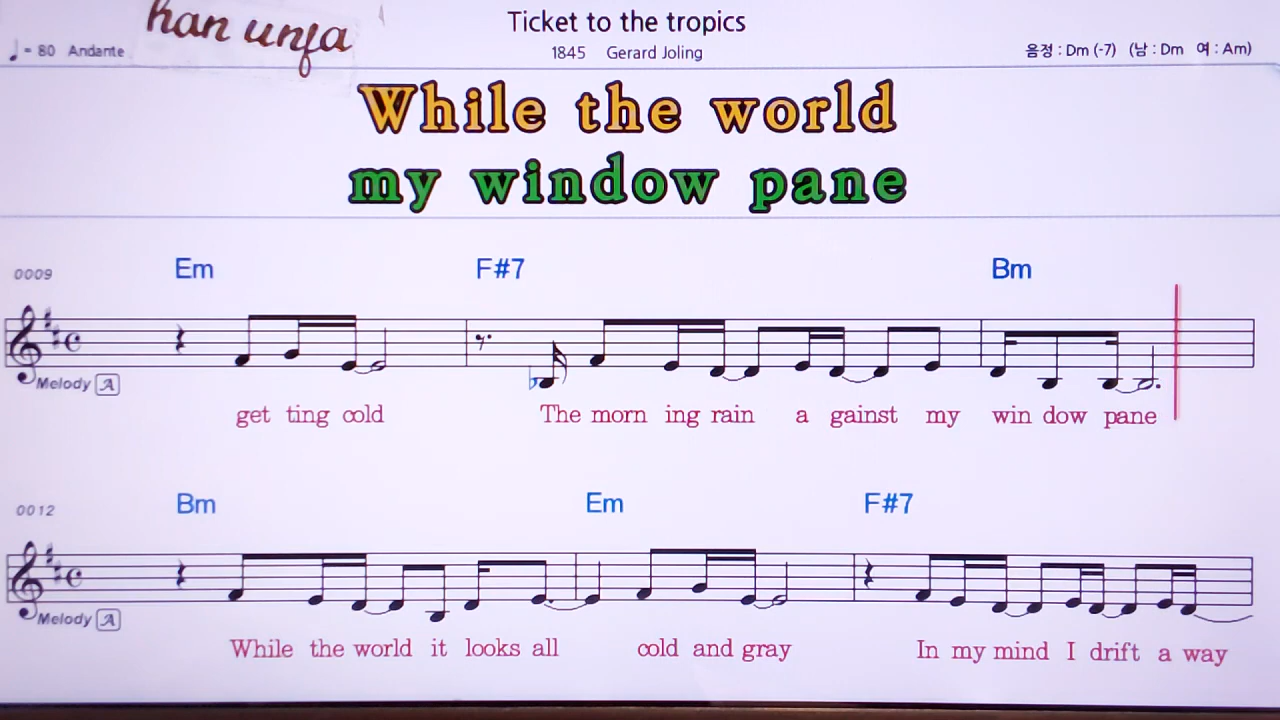 han unfa
Ticket to the tropics
♩= 80 Andante
1845 Gerard Joling
음정 : Dm (-7) (남 : Dm 여 : Am)
While the world
my window pane
0009
Em F#7 Bm
Melody A
get ting cold The morn ing rain a gainst my win dow pane
0012
Bm Em F#7
Melody A
While the world it looks all cold and gray In my mind I drift a way